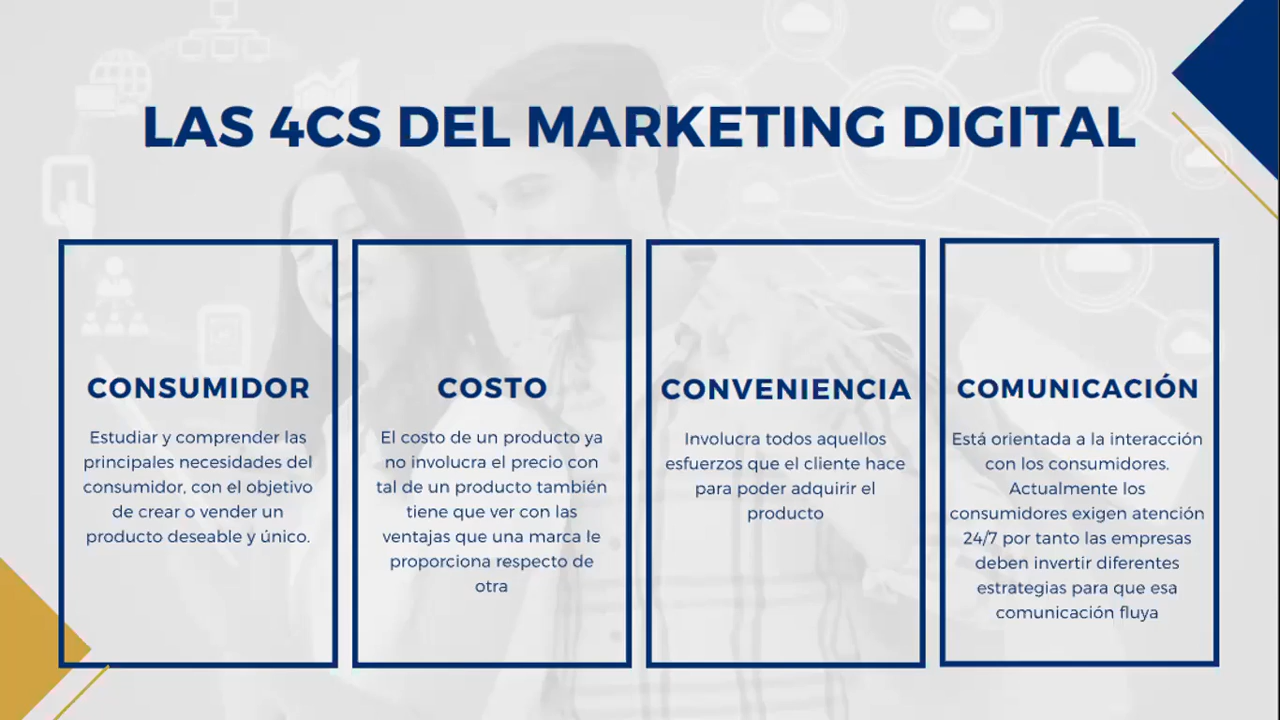 LAS 4CS DEL MARKETING DIGITAL
CONSUMIDOR
Estudiar y comprender las
principales necesidades del
consumidor, con el objetivo
de crear o vender un
producto deseable y único.
COSTO
El costo de un producto ya
no involucra el precio con
tal de un producto también
tiene que ver con las
ventajas que una marca le
proporciona respecto de
otra
CONVENIENCIA
Involucra todos aquellos
esfuerzos que el cliente hace
para poder adquirir el
producto
COMUNICACIÓN
Está orientada a la interacción
con los consumidores.
Actualmente los
consumidores exigen atención
24/7 por tanto las empresas
deben invertir diferentes
estrategias para que esa
comunicación fluya